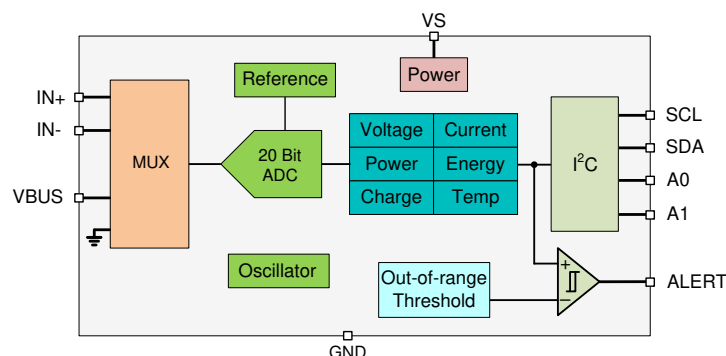 VS
Power
Reference
IN+
IN-
VBUS
MUX
20 Bit
ADC
Voltage
Current
Power
Energy
Charge
Temp
I²C
SCL
SDA
A0
A1
Oscillator
Out-of-range
Threshold
+
−
ALERT
GND